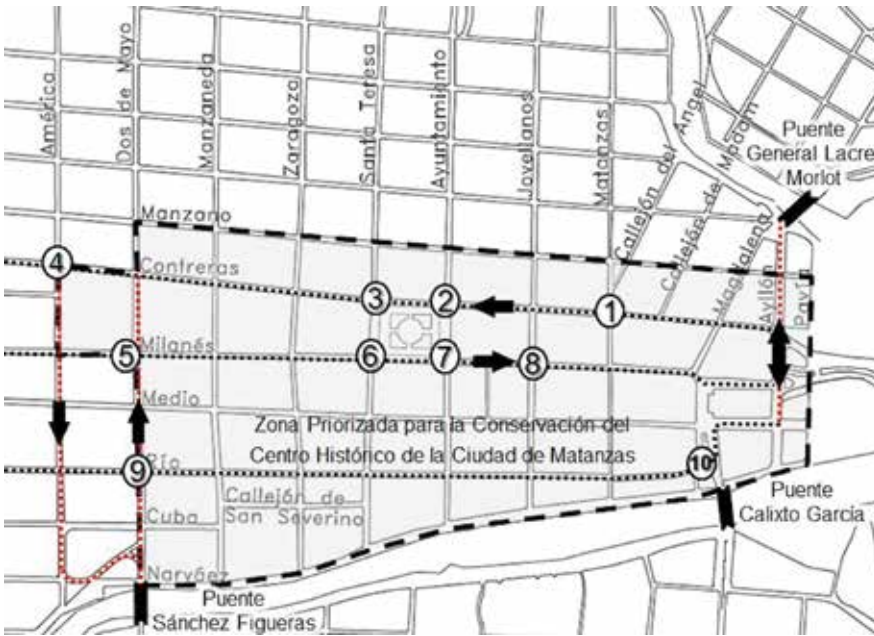 América
Dos de Mayo
Manzaneda
Zaragoza
Santa Teresa
Ayuntamiento
Jovellanos
Matanzas
Callejón del Angel
Callejón de Madam
Magdalena
Ayllón
Pavía
Puente
General Lacret
Morlot
Manzano
4
Contreras
3
2
1
Milanés
5
6
7
8
Medio
Zona Priorizada para la Conservación del
Centro Histórico de la Ciudad de Matanzas
9
Río
10
Callejón de
San Severino
Cuba
Puente
Calixto García
Narváez
Puente
Sánchez Figueras